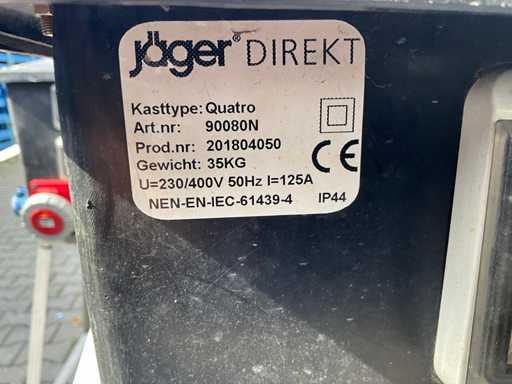 jäger® DIREKT
Kasttype: Quatro
Art.nr: 90080N
Prod.nr: 201804050
Gewicht: 35KG
CE
U=230/400V 50Hz I=125A
NEN-EN-IEC-61439-4 IP44